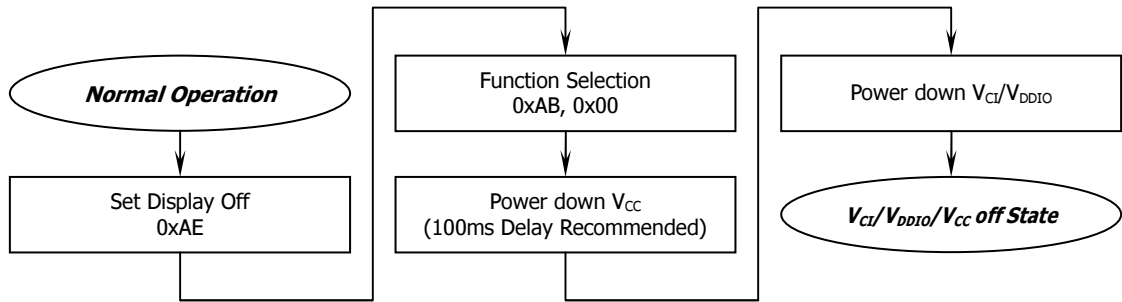 Normal Operation
Set Display Off
0xAE
Function Selection
0xAB, 0x00
Power down VCC
(100ms Delay Recommended)
Power down VCI/VDDIO
VCI/VDDIO/VCC off State